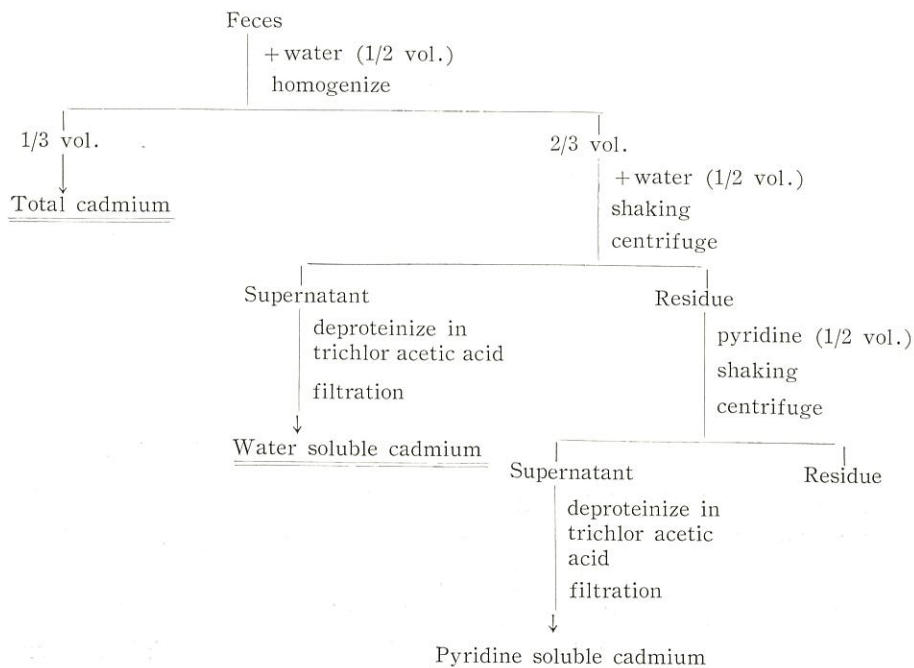 Feces
+water (1/2 vol.)
homogenize
1/3 vol.
2/3 vol.
Total cadmium
+water (1/2 vol.)
shaking
centrifuge
Supernatant
Residue
deproteinize in
trichlor acetic acid
filtration
pyridine (1/2 vol.)
shaking
centrifuge
Water soluble cadmium
Supernatant
Residue
deproteinize in
trichlor acetic
acid
filtration
Pyridine soluble cadmium